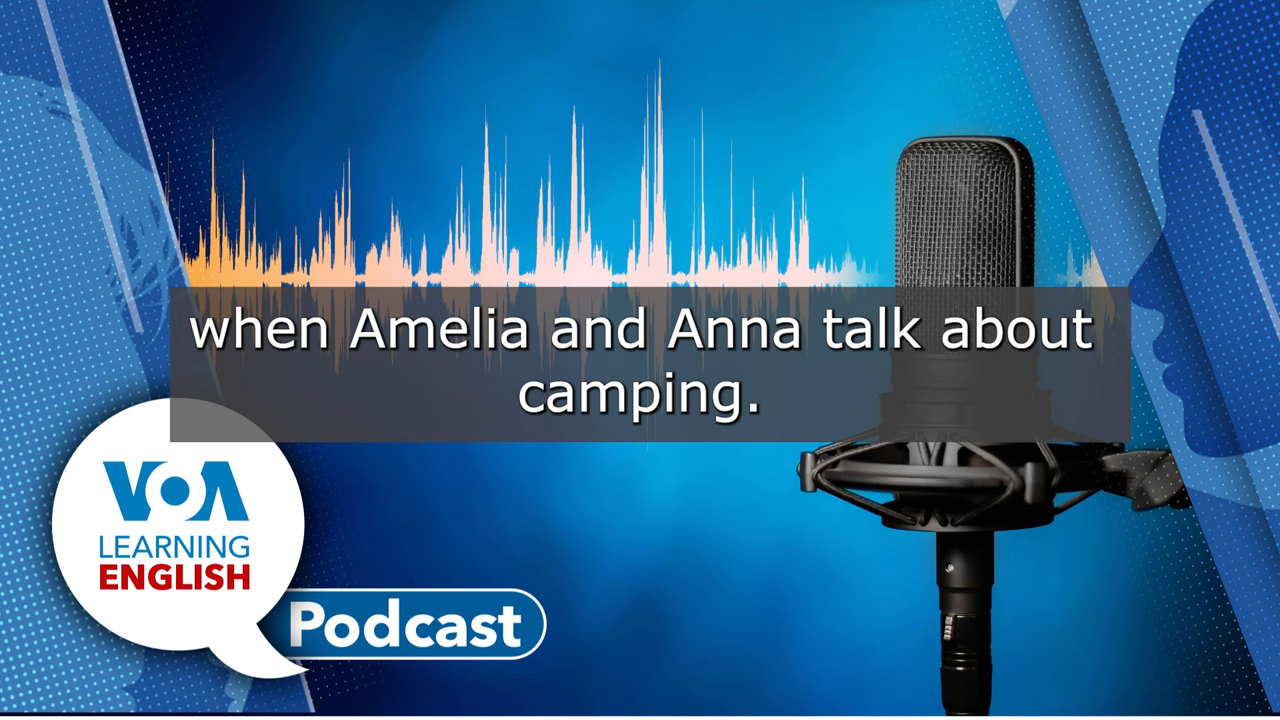 when Amelia and Anna talk about
camping.
VOA
LEARNING
ENGLISH
Podcast